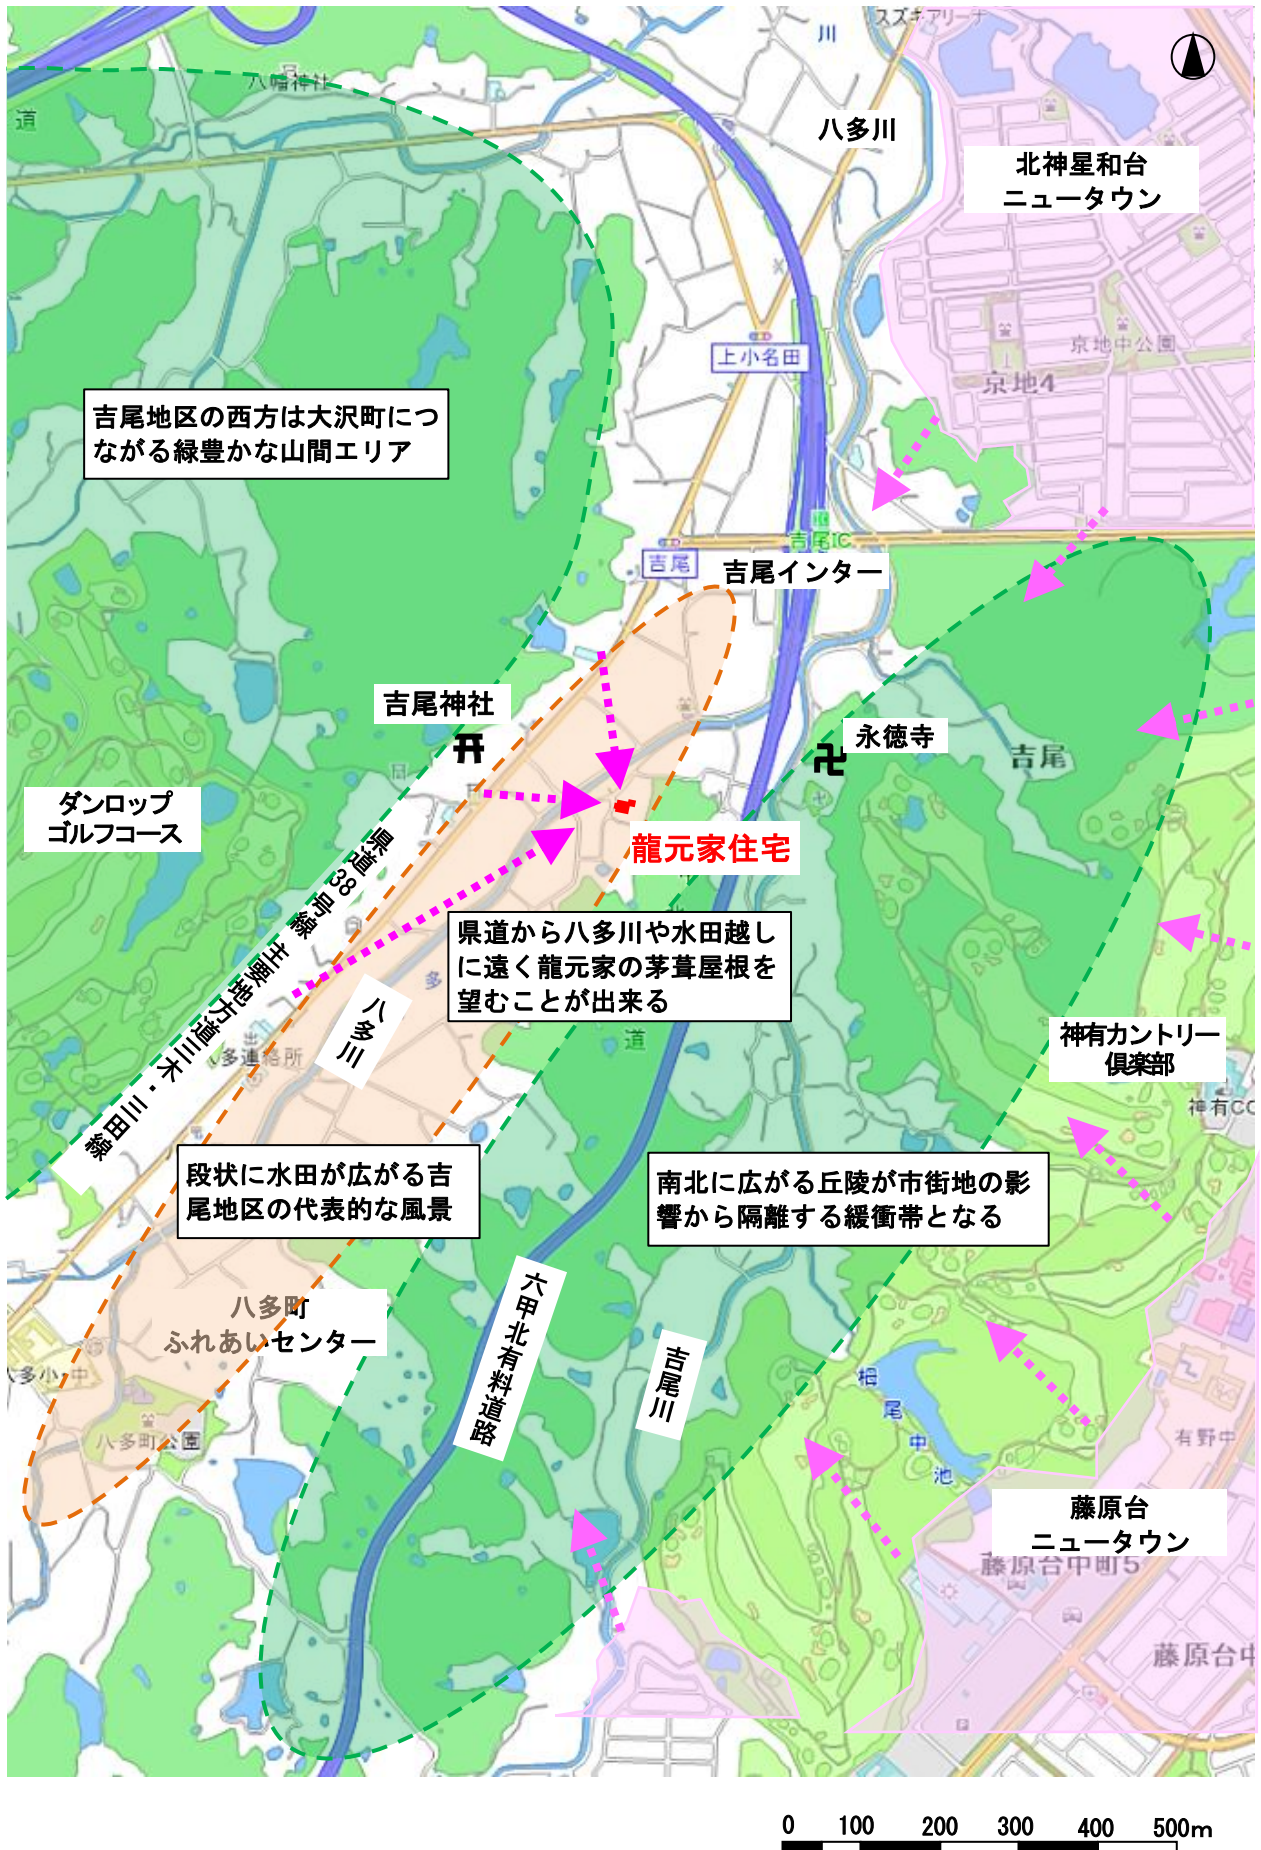 スズキアリーナ
川
八幡神社
道
八多川
北神星和台
ニュータウン
上小名田
京地中公園
京地4
吉尾地区の西方は大沢町につ
ながる緑豊かな山間エリア
吉尾IC
吉尾
吉尾インター
吉尾神社
永徳寺
吉尾
ダンロップ
ゴルフコース
龍元家住宅
県道38号線 主要地方道三木・三田線
県道から八多川や水田越し
に遠く龍元家の茅葺屋根を
望むことが出来る
多
八多川
道
多連絡所
神有カントリー
倶楽部
神有CC
段状に水田が広がる吉
尾地区の代表的な風景
南北に広がる丘陵が市街地の影
響から隔離する緩衝帯となる
六甲北有料道路
八多町
ふれあいセンター
吉尾川
多小・中
八多町公園
尾
中
池
有野中
藤原台
ニュータウン
藤原台中町5
藤原台中
P
0 100 200 300 400 500m